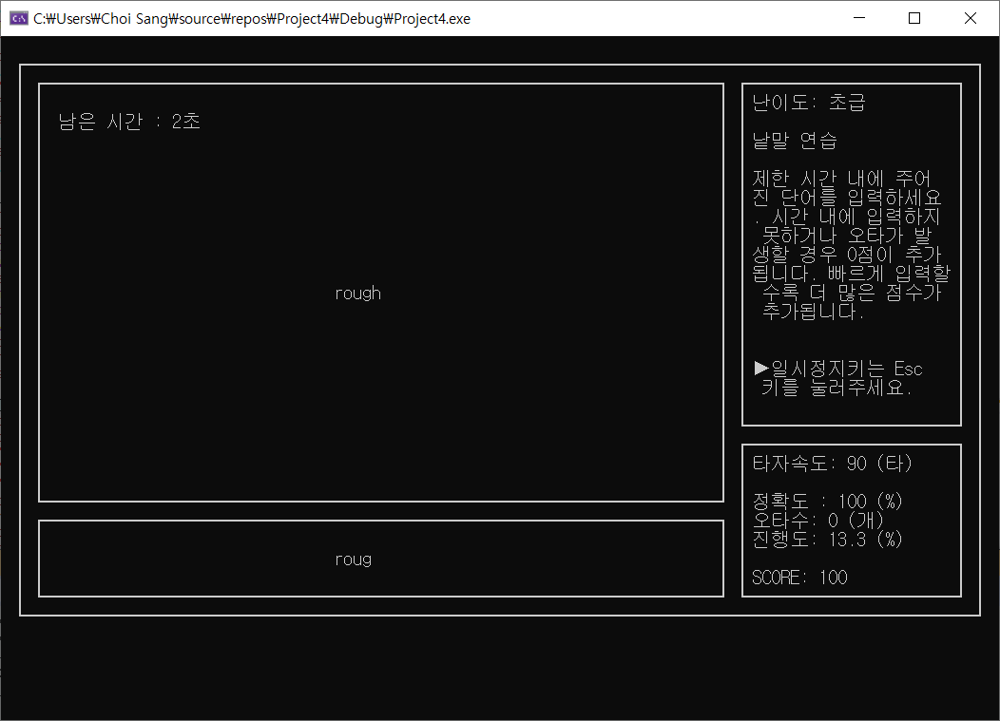 C:₩Users₩Choi Sang₩source₩repos₩Project4₩Debug₩Project4.exe
남은 시간 : 2초
rough
roug
난이도: 초급
낱말 연습
제한 시간 내에 주어
진 단어를 입력하세요
. 시간 내에 입력하지
못하거나 오타가 발
생할 경우 0점이 추가
됩니다. 빠르게 입력할
수록 더 많은 점수가
추가됩니다.
▶일시정지키는 Esc
키를 눌러주세요.
타자속도: 90 (타)
정확도 : 100 (%)
오타수: 0 (개)
진행도: 13.3 (%)
SCORE: 100